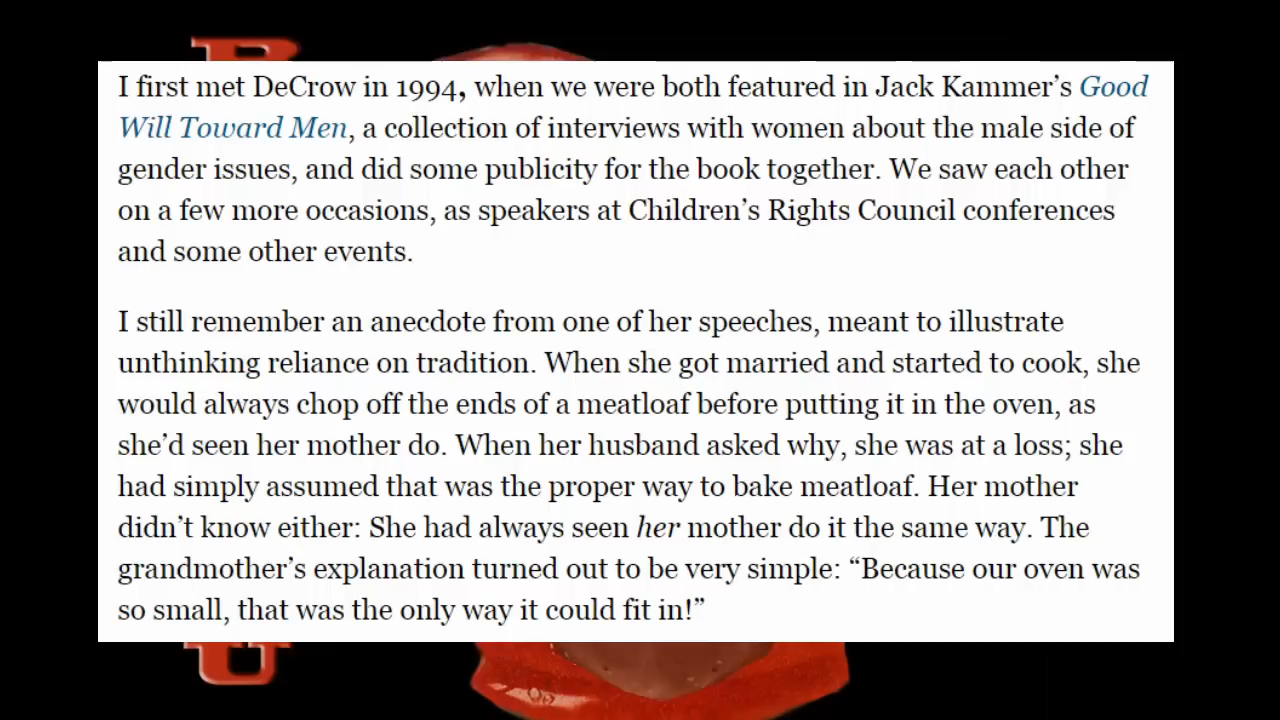 I first met DeCrow in 1994, when we were both featured in Jack Kammer’s Good
Will Toward Men, a collection of interviews with women about the male side of
gender issues, and did some publicity for the book together. We saw each other
on a few more occasions, as speakers at Children’s Rights Council conferences
and some other events.
I still remember an anecdote from one of her speeches, meant to illustrate
unthinking reliance on tradition. When she got married and started to cook, she
would always chop off the ends of a meatloaf before putting it in the oven, as
she’d seen her mother do. When her husband asked why, she was at a loss; she
had simply assumed that was the proper way to bake meatloaf. Her mother
didn’t know either: She had always seen her mother do it the same way. The
grandmother’s explanation turned out to be very simple: “Because our oven was
so small, that was the only way it could fit in!”